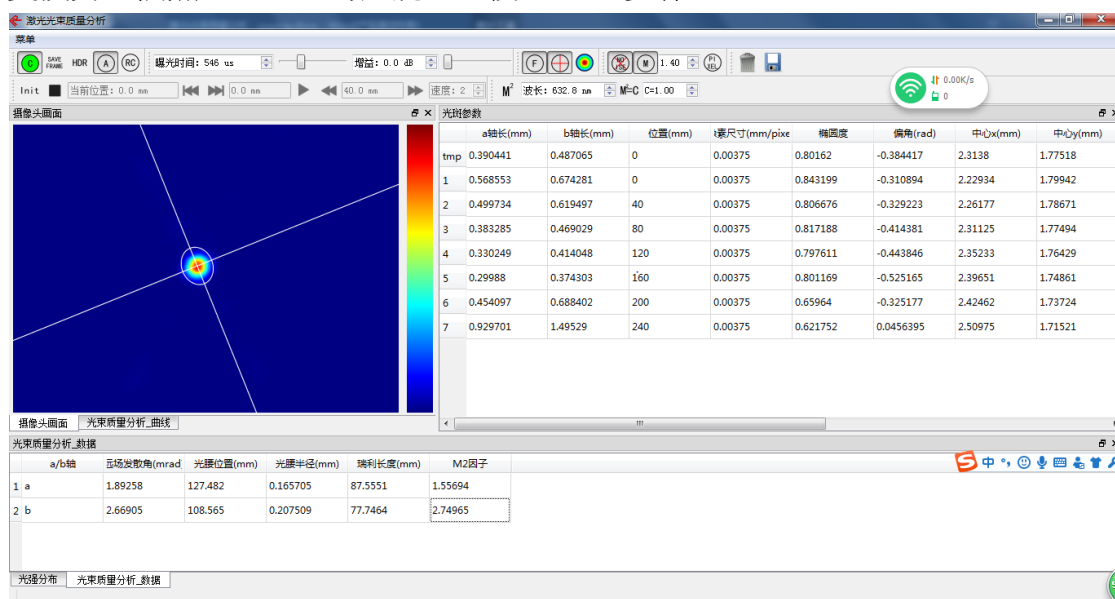 激光光束质量分析
菜单
C SAVE FRAME HDR A RC 曝光时间: 546 us 增益: 0.0 dB F M 1.40 PI XEL
Init 当前位置: 0.0 mm 0.0 mm 40.0 mm 速度: 2 M² 波长: 632.8 nm M²=C C=1.00
0.00K/s
0
摄像头画面 光斑参数
a轴长(mm) b轴长(mm) 位置(mm) 素尺寸(mm/pixe 椭圆度 偏角(rad) 中心x(mm) 中心y(mm)
tmp 0.390441 0.487065 0 0.00375 0.80162 -0.384417 2.3138 1.77518
1 0.568553 0.674281 0 0.00375 0.843199 -0.310894 2.22934 1.79942
2 0.499734 0.619497 40 0.00375 0.806676 -0.329223 2.26177 1.78671
3 0.383285 0.469029 80 0.00375 0.817188 -0.414381 2.31125 1.77494
4 0.330249 0.414048 120 0.00375 0.797611 -0.443846 2.35233 1.76429
5 0.29988 0.374303 160 0.00375 0.801169 -0.525165 2.39651 1.74861
6 0.454097 0.688402 200 0.00375 0.65964 -0.325177 2.42462 1.73724
7 0.929701 1.49529 240 0.00375 0.621752 0.0456395 2.50975 1.71521
摄像头画面 光束质量分析_曲线
光束质量分析_数据
a/b轴 场发散角(mrad 光腰位置(mm) 光腰半径(mm) 瑞利长度(mm) M2因子
1 a 1.89258 127.482 0.165705 87.5551 1.55694
2 b 2.66905 108.565 0.207509 77.7464 2.74965
中
光强分布 光束质量分析_数据